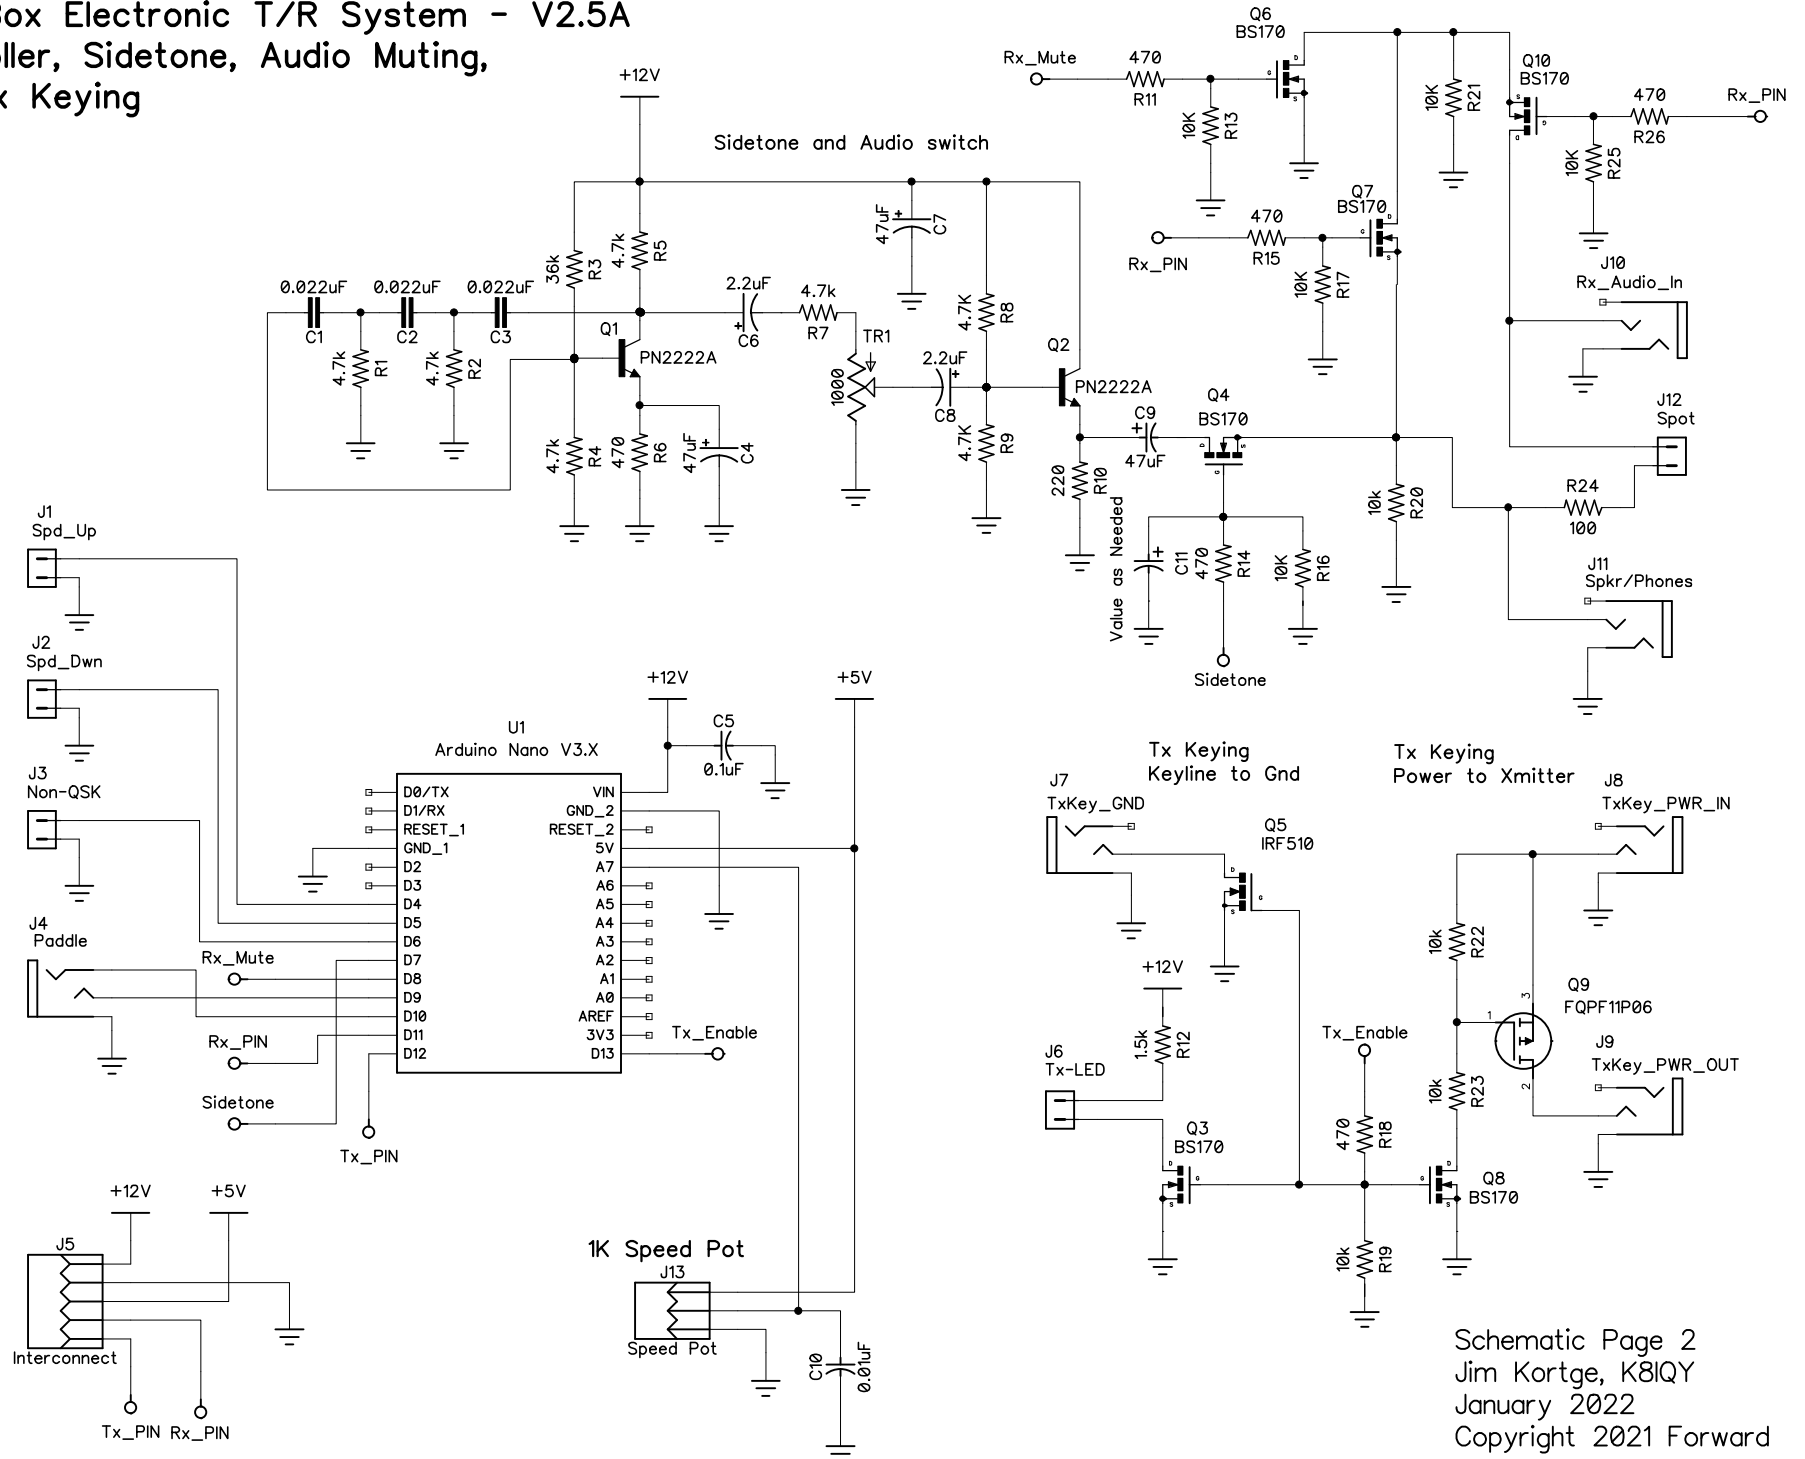 Box Electronic T/R System - V2.5A
ller, Sidetone, Audio Muting,
x Keying
+12V
Sidetone and Audio switch
Rx_Mute
470
R11
10K
R13
Q6
BS170
D
G
S
10K
R21
Q10
BS170
S
G
D
470
R26
Rx_PIN
10K
R25
Q7
BS170
D
G
S
Rx_PIN
470
R15
10K
R17
J10
Rx_Audio_In
J12
Spot
R24
100
J11
Spkr/Phones
0.022uF
C1
0.022uF
C2
0.022uF
C3
4.7k
R1
4.7k
R2
36k
R3
4.7k
R5
Q1
PN2222A
4.7k
R4
470
R6
47uF
C4
2.2uF
C6
4.7k
R7
TR1
1000
47uF
C7
2.2uF
C8
4.7K
R8
4.7K
R9
Q2
PN2222A
220
R10
C9
47uF
Q4
BS170
D
S
G
Value as Needed
C11
470
R14
10K
R16
10k
R20
Sidetone
J1
Spd_Up
J2
Spd_Dwn
J3
Non-QSK
J4
Paddle
Rx_Mute
Rx_PIN
Sidetone
Tx_PIN
U1
Arduino Nano V3.X
D0/TX
D1/RX
RESET_1
GND_1
D2
D3
D4
D5
D6
D7
D8
D9
D10
D11
D12
VIN
GND_2
RESET_2
5V
A7
A6
A5
A4
A3
A2
A1
A0
AREF
3V3
D13
+12V
C5
0.1uF
+5V
Tx_Enable
+12V
+5V
J5
Interconnect
Tx_PIN
Rx_PIN
1K Speed Pot
J13
Speed Pot
C10
0.01uF
Tx Keying
Keyline to Gnd
J7
TxKey_GND
Q5
IRF510
D
G
S
+12V
1.5k
R12
J6
Tx-LED
Q3
BS170
D
G
S
Tx_Enable
470
R18
10k
R19
Tx Keying
Power to Xmitter
J8
TxKey_PWR_IN
10k
R22
10k
R23
1
3
2
Q9
FQPF11P06
J9
TxKey_PWR_OUT
D
G
S
Q8
BS170
Schematic Page 2
Jim Kortge, K8IQY
January 2022
Copyright 2021 Forward